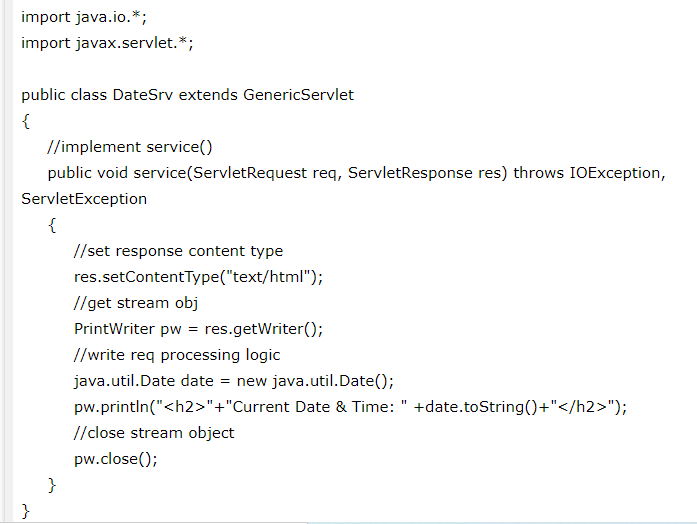 import java.io.*;
import javax.servlet.*;
public class DateSrv extends GenericServlet
{
//implement service()
public void service(ServletRequest req, ServletResponse res) throws IOException,
ServletException
{
//set response content type
res.setContentType("text/html");
//get stream obj
PrintWriter pw = res.getWriter();
//write req processing logic
java.util.Date date = new java.util.Date();
pw.println("<h2>"+"Current Date & Time: " +date.toString()+"</h2>");
//close stream object
pw.close();
}
}